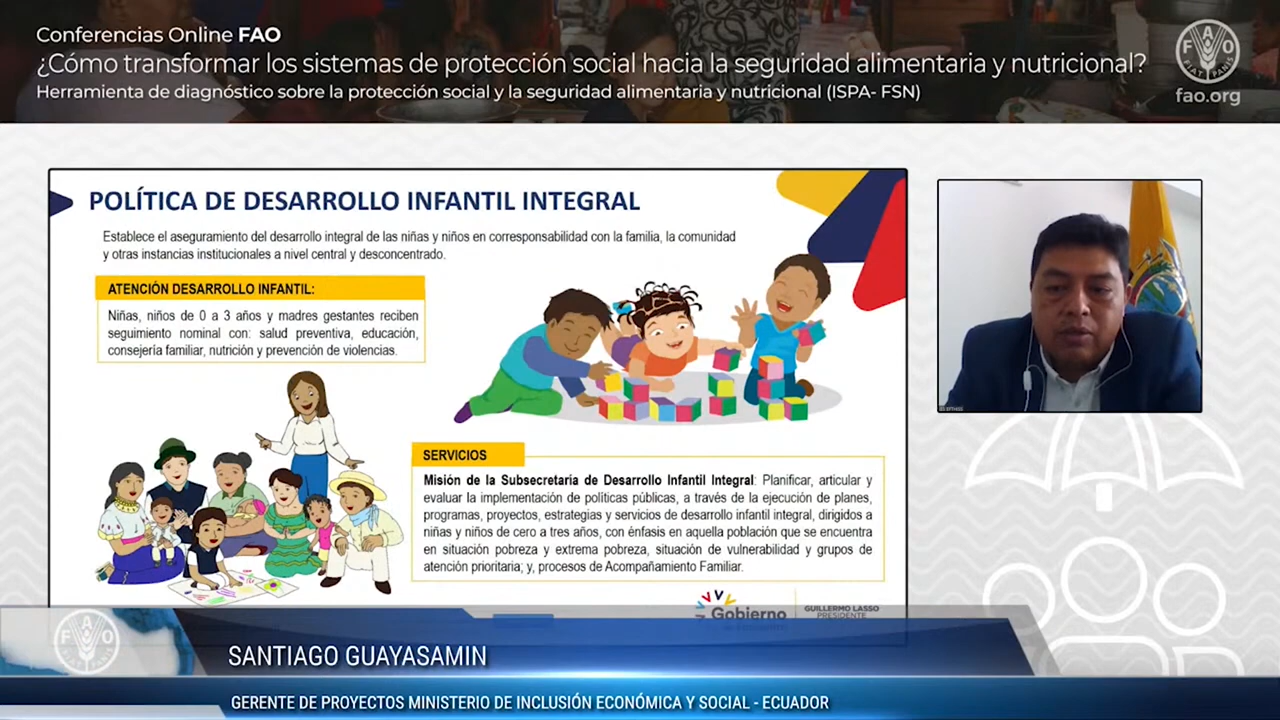 Conferencias Online FAO
¿Cómo transformar los sistemas de protección social hacia la seguridad alimentaria y nutricional?
Herramienta de diagnóstico sobre la protección social y la seguridad alimentaria y nutricional (ISPA- FSN)
FAO
FIAT PANIS
fao.org
POLÍTICA DE DESARROLLO INFANTIL INTEGRAL
Establece el aseguramiento del desarrollo integral de las niñas y niños en corresponsabilidad con la familia, la comunidad
y otras instancias institucionales a nivel central y desconcentrado.
ATENCIÓN DESARROLLO INFANTIL:
Niñas, niños de 0 a 3 años y madres gestantes reciben
seguimiento nominal con: salud preventiva, educación,
consejería familiar, nutrición y prevención de violencias.
SERVICIOS
Misión de la Subsecretaría de Desarrollo Infantil Integral: Planificar, articular y
evaluar la implementación de políticas públicas, a través de la ejecución de planes,
programas, proyectos, estrategias y servicios de desarrollo infantil integral, dirigidos a
niñas y niños de cero a tres años, con énfasis en aquella población que se encuentra
en situación pobreza y extrema pobreza, situación de vulnerabilidad y grupos de
atención prioritaria; y, procesos de Acompañamiento Familiar.
Gobierno
GUILLERMO LASSO
PRESIDENTE
FAO
FIAT PANIS
SANTIAGO GUAYASAMIN
GERENTE DE PROYECTOS MINISTERIO DE INCLUSIÓN ECONÓMICA Y SOCIAL - ECUADOR